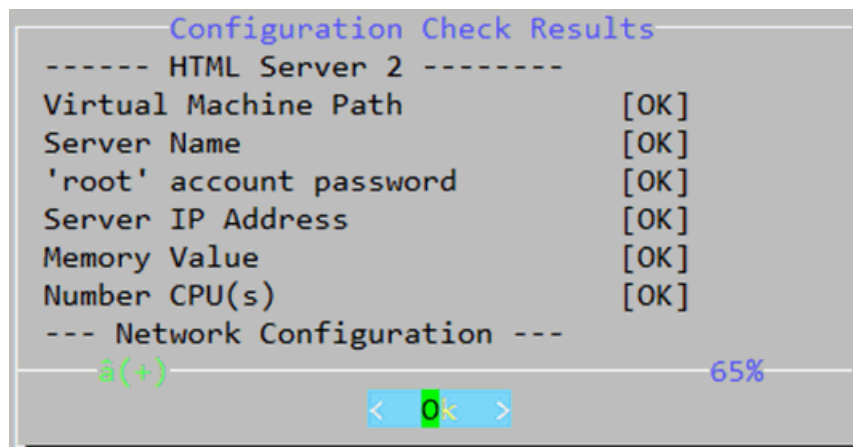 Configuration Check Results
------ HTML Server 2 --------
Virtual Machine Path [OK]
Server Name [OK]
'root' account password [OK]
Server IP Address [OK]
Memory Value [OK]
Number CPU(s) [OK]
--- Network Configuration ---
â(+) 65%
< Ok >